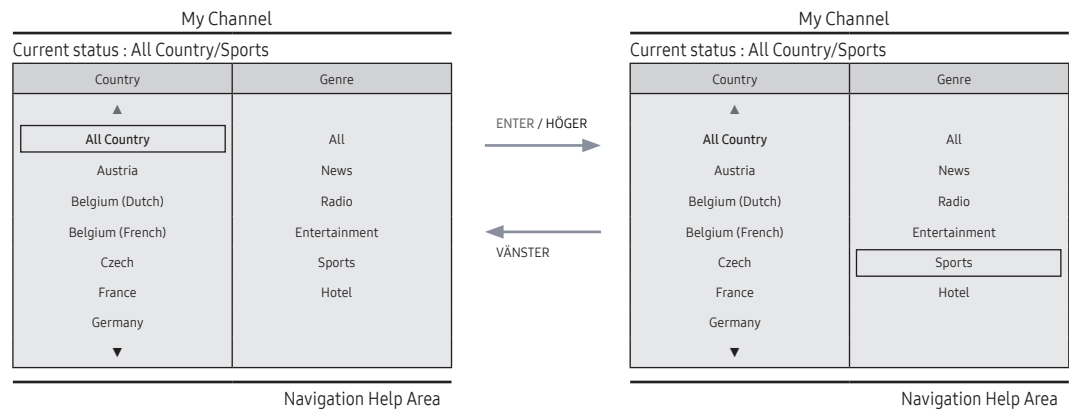 My Channel
Current status : All Country/Sports
Country Genre
▲
All Country All
Austria News
Belgium (Dutch) Radio
Belgium (French) Entertainment
Czech Sports
France Hotel
Germany
▼
Navigation Help Area
ENTER / HÖGER
VÄNSTER
My Channel
Current status : All Country/Sports
Country Genre
▲
All Country All
Austria News
Belgium (Dutch) Radio
Belgium (French) Entertainment
Czech Sports
France Hotel
Germany
▼
Navigation Help Area